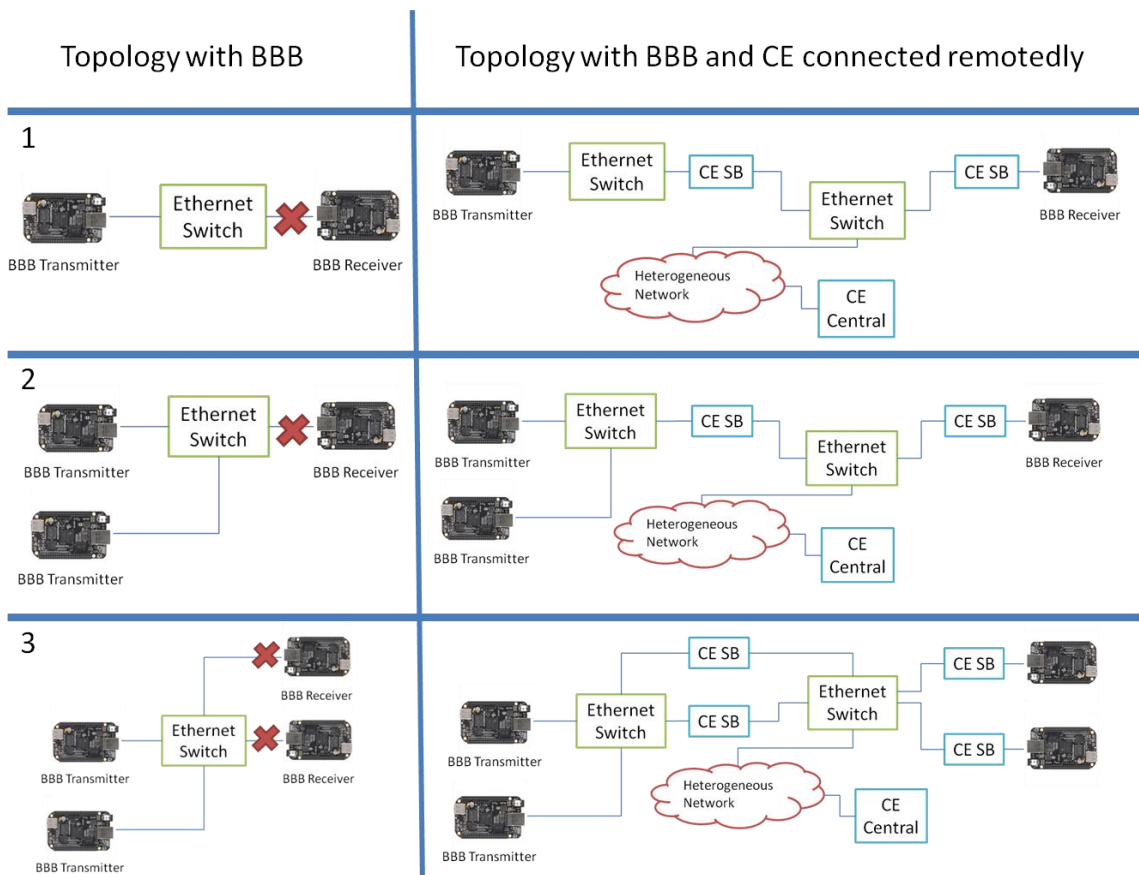 Topology with BBB
Topology with BBB and CE connected remotedly
1
Ethernet
Switch
BBB Transmitter
BBB Receiver
Ethernet
Switch
CE SB
CE SB
BBB Transmitter
Ethernet
Switch
BBB Receiver
Heterogeneous
Network
CE
Central
2
Ethernet
Switch
BBB Transmitter
BBB Receiver
BBB Transmitter
Ethernet
Switch
CE SB
CE SB
BBB Transmitter
Ethernet
Switch
BBB Receiver
BBB Transmitter
Heterogeneous
Network
CE
Central
3
BBB Receiver
Ethernet
Switch
BBB Transmitter
BBB Receiver
BBB Transmitter
CE SB
CE SB
Ethernet
Switch
Ethernet
Switch
CE SB
BBB Transmitter
CE SB
Heterogeneous
Network
CE
Central
BBB Transmitter